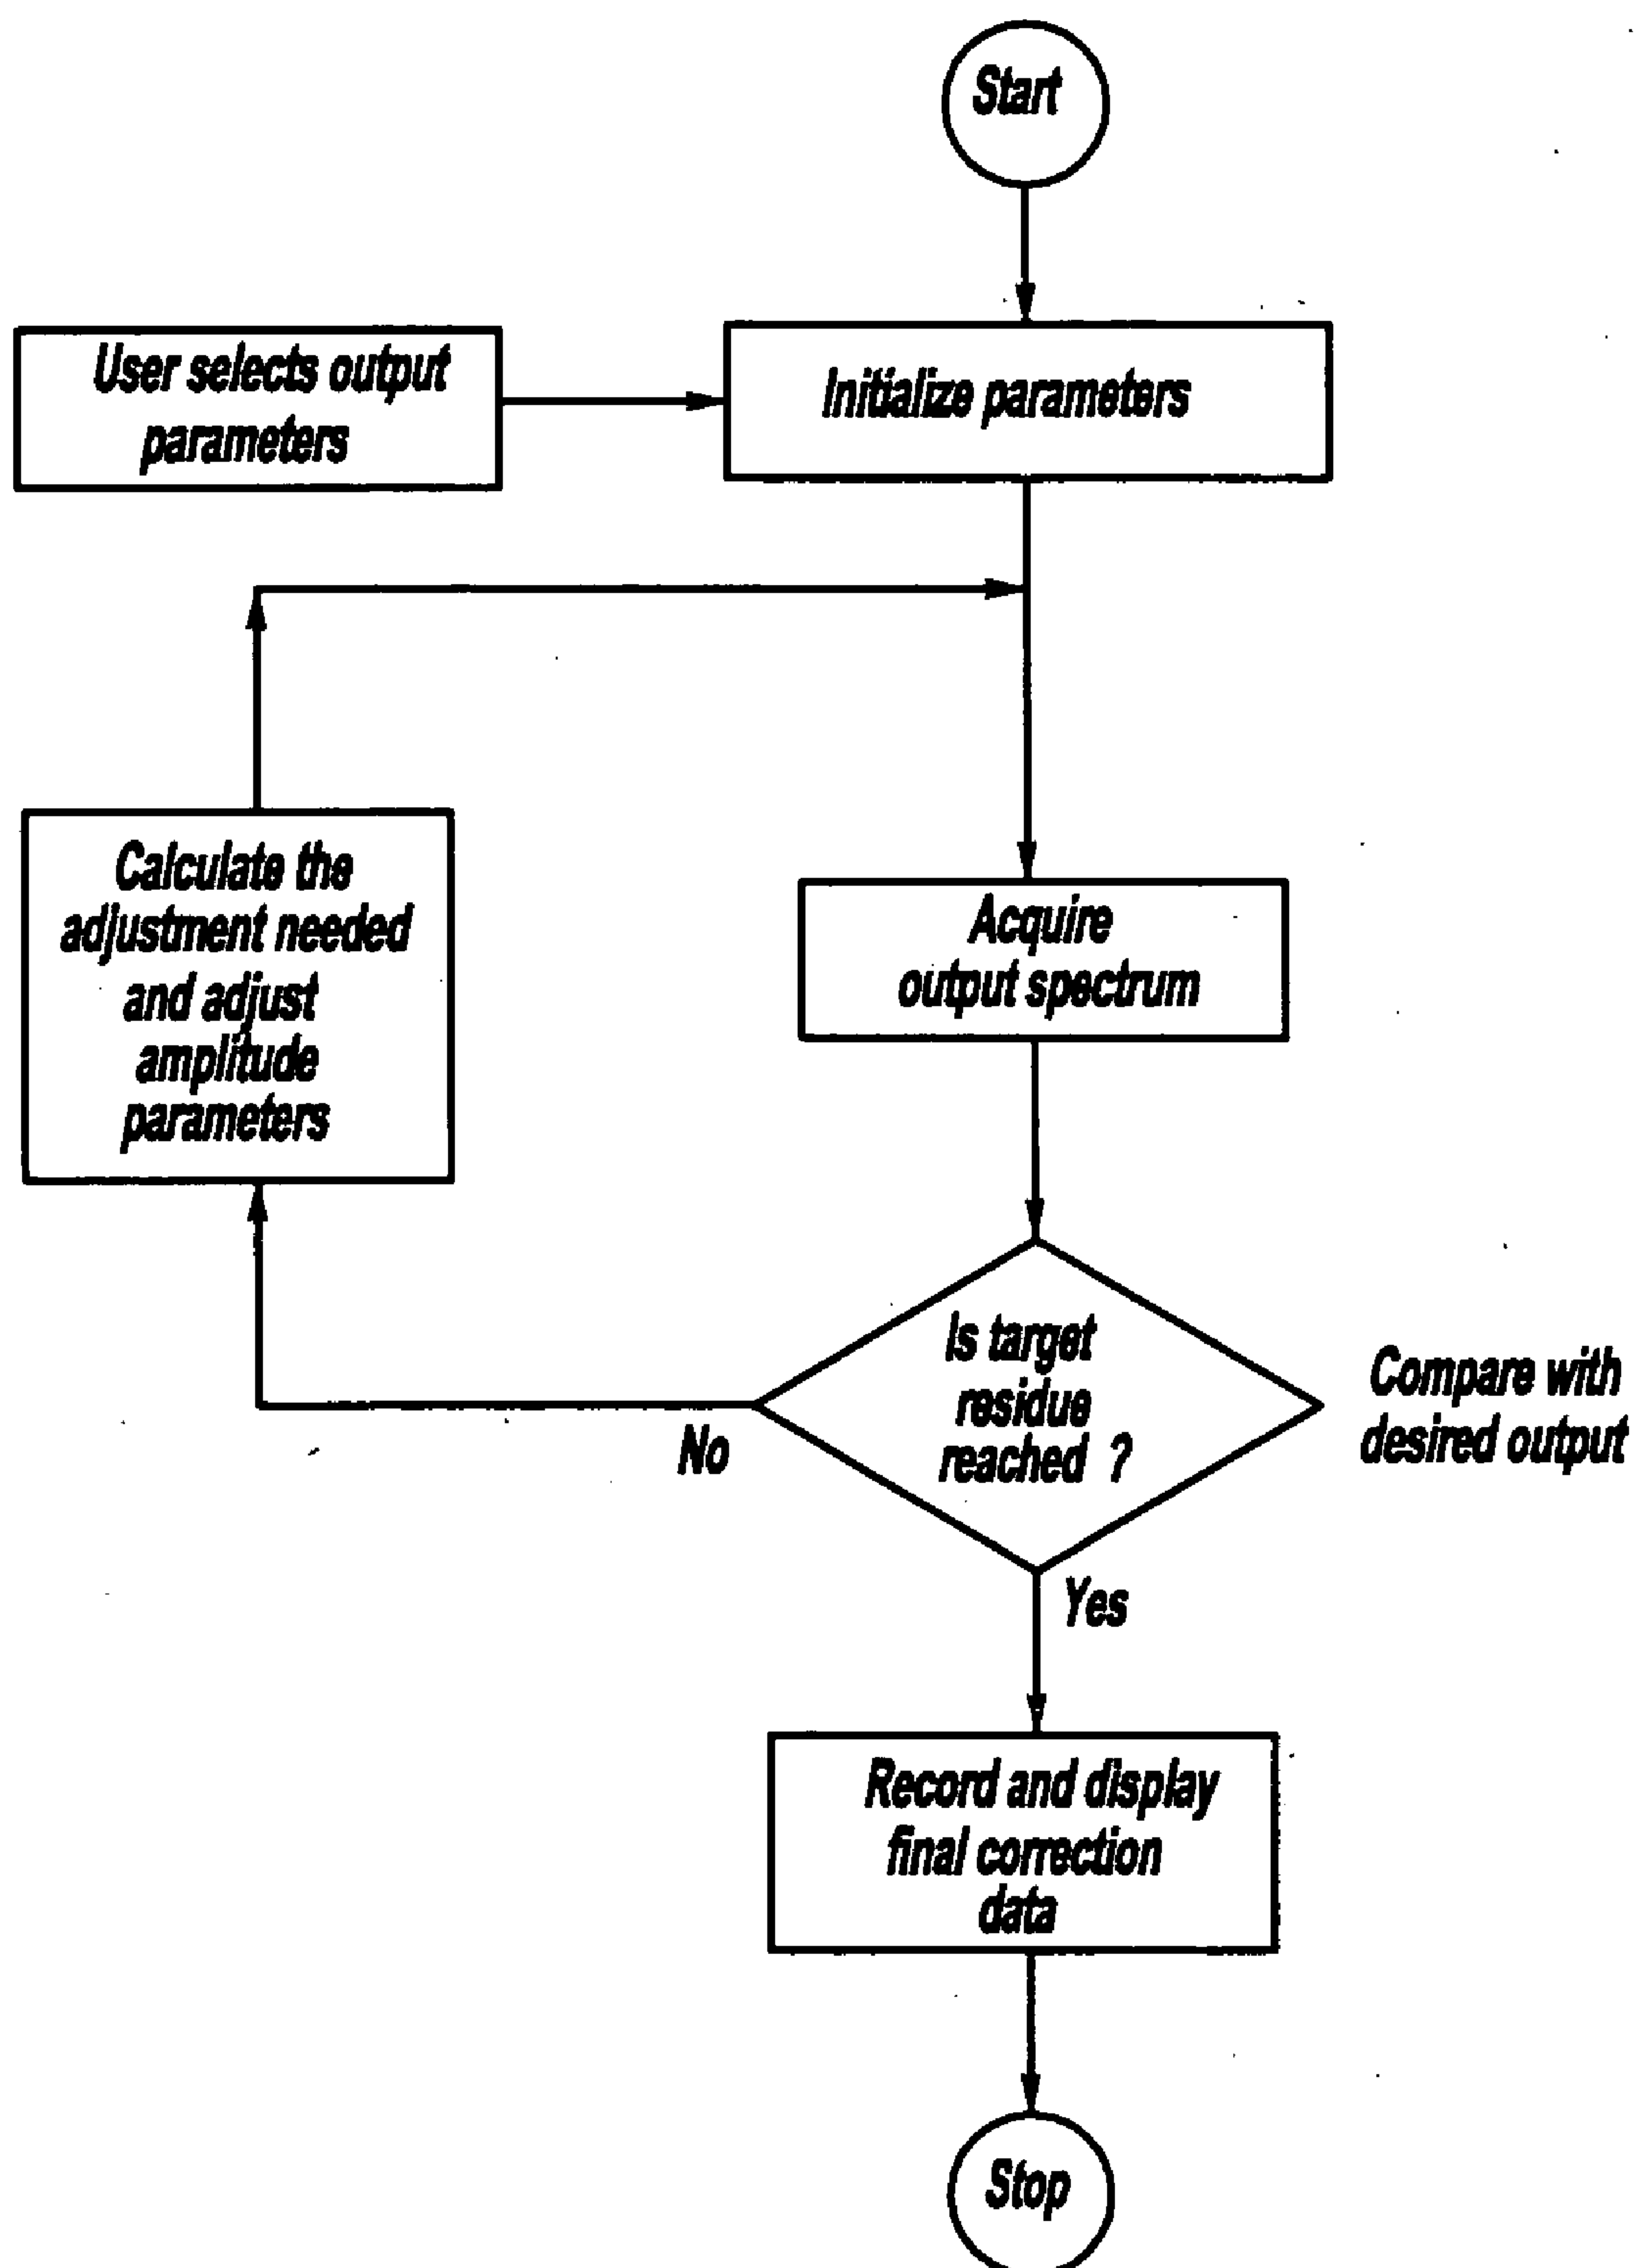 Start
User selects output
parameters
Initialize parameters
Calculate the
adjustment needed
and adjust
amplitude
parameters
Acquire
output spectrum
Is target
residue
reached ?
Compare with
desired output
No
Yes
Record and display
final correction
data
Stop